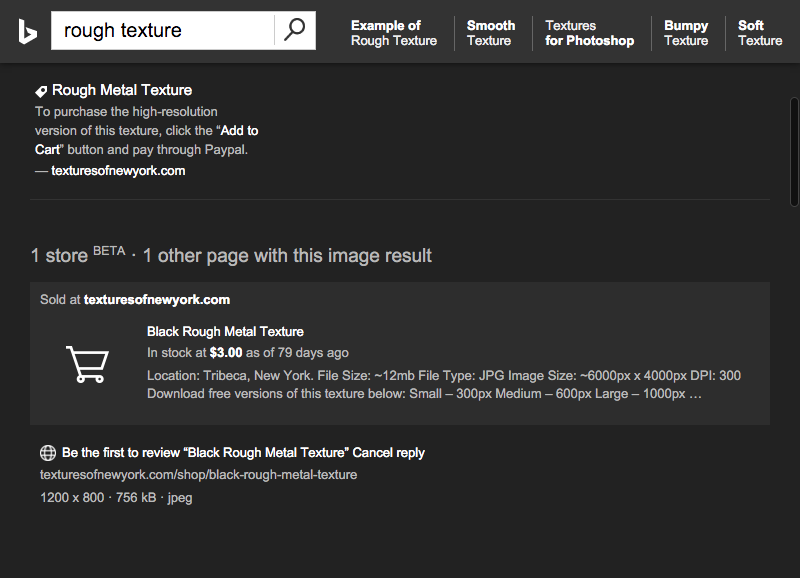 rough texture
Example of
Rough Texture
Smooth
Texture
Textures
for Photoshop
Bumpy
Texture
Soft
Texture
Rough Metal Texture
To purchase the high-resolution
version of this texture, click the “Add to
Cart” button and pay through Paypal.
— texturesofnewyork.com
1 store BETA · 1 other page with this image result
Sold at texturesofnewyork.com
Black Rough Metal Texture
In stock at $3.00 as of 79 days ago
Location: Tribeca, New York. File Size: ~12mb File Type: JPG Image Size: ~6000px x 4000px DPI: 300
Download free versions of this texture below: Small – 300px Medium – 600px Large – 1000px ...
Be the first to review “Black Rough Metal Texture” Cancel reply
texturesofnewyork.com/shop/black-rough-metal-texture
1200 x 800 · 756 kB · jpeg